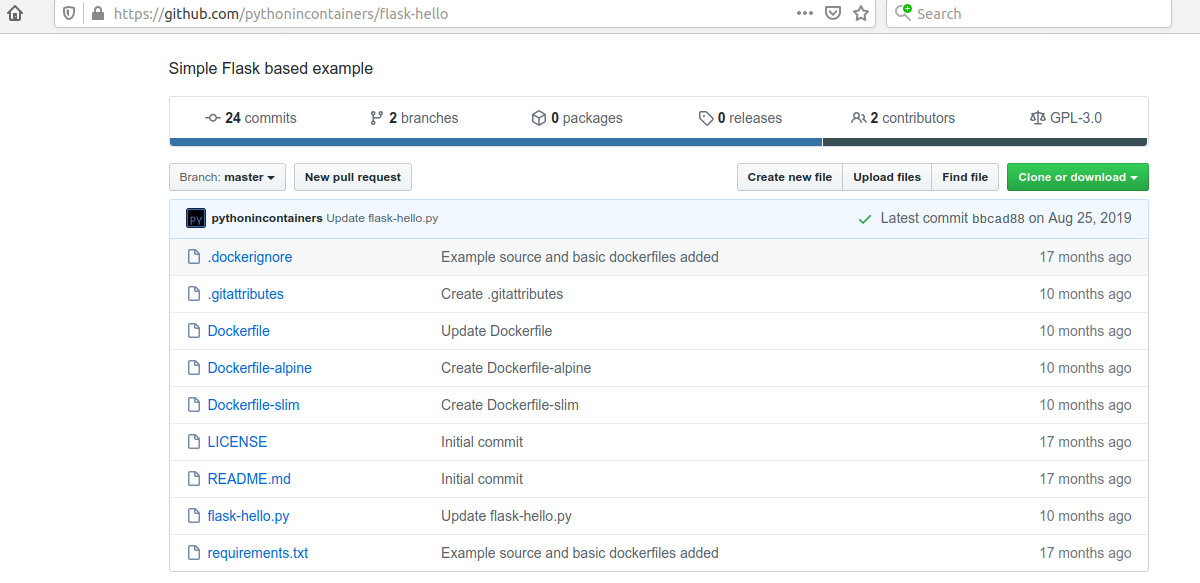 https://github.com/pythonincontainers/flask-hello
Search
Simple Flask based example
24 commits 2 branches 0 packages 0 releases 2 contributors GPL-3.0
Branch: master New pull request Create new file Upload files Find file Clone or download
PY pythonincontainers Update flask-hello.py Latest commit bbcad88 on Aug 25, 2019
.dockerignore Example source and basic dockerfiles added 17 months ago
.gitattributes Create .gitattributes 10 months ago
Dockerfile Update Dockerfile 10 months ago
Dockerfile-alpine Create Dockerfile-alpine 10 months ago
Dockerfile-slim Create Dockerfile-slim 10 months ago
LICENSE Initial commit 17 months ago
README.md Initial commit 17 months ago
flask-hello.py Update flask-hello.py 10 months ago
requirements.txt Example source and basic dockerfiles added 17 months ago